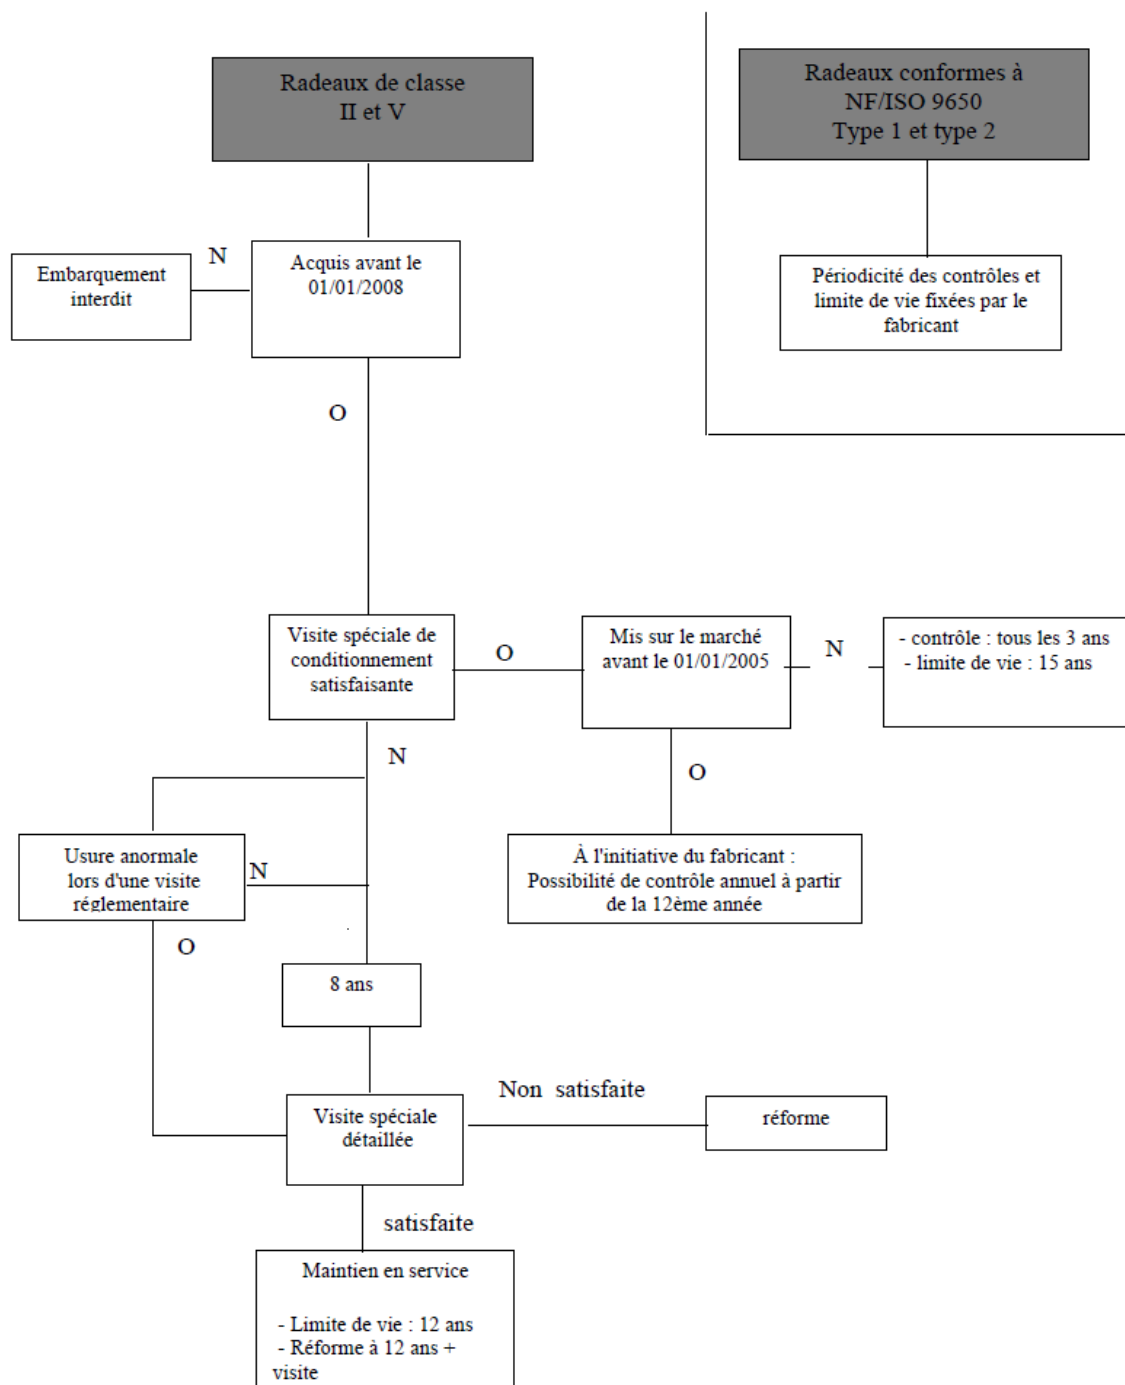 Radeaux de classe
II et V
Radeaux conformes à
NF/ISO 9650
Type 1 et type 2
N
Embarquement
interdit
Acquis avant le
01/01/2008
Périodicité des contrôles et
limite de vie fixées par le
fabricant
O
Visite spéciale de
conditionnement
satisfaisante
O
Mis sur le marché
avant le 01/01/2005
N
- contrôle : tous les 3 ans
- limite de vie : 15 ans
N
O
Usure anormale
lors d'une visite
réglementaire
N
À l'initiative du fabricant :
Possibilité de contrôle annuel à partir
de la 12ème année
O
8 ans
Visite spéciale
détaillée
Non satisfaite
réforme
satisfaite
Maintien en service
- Limite de vie : 12 ans
- Réforme à 12 ans +
visite